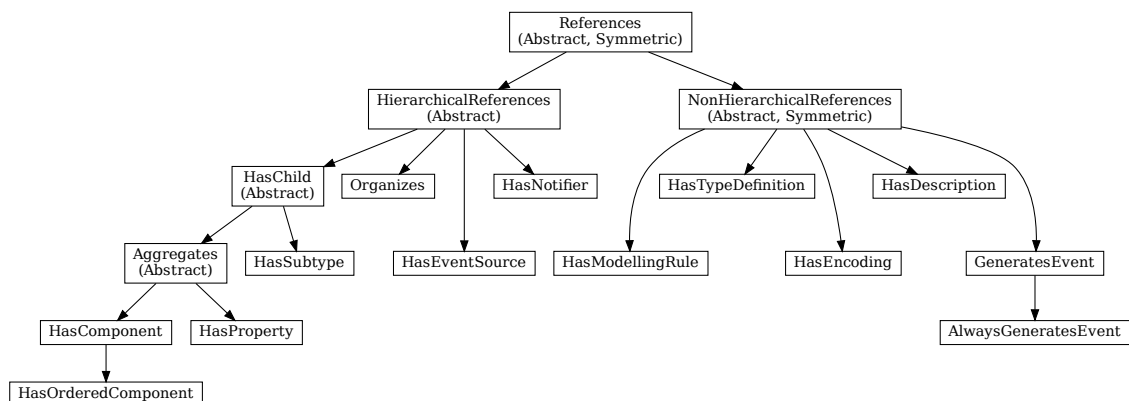 References
(Abstract, Symmetric)
HierarchicalReferences
(Abstract)
NonHierarchicalReferences
(Abstract, Symmetric)
HasChild
(Abstract)
Organizes
HasNotifier
HasTypeDefinition
HasDescription
Aggregates
(Abstract)
HasSubtype
HasEventSource
HasModellingRule
HasEncoding
GeneratesEvent
HasComponent
HasProperty
AlwaysGeneratesEvent
HasOrderedComponent